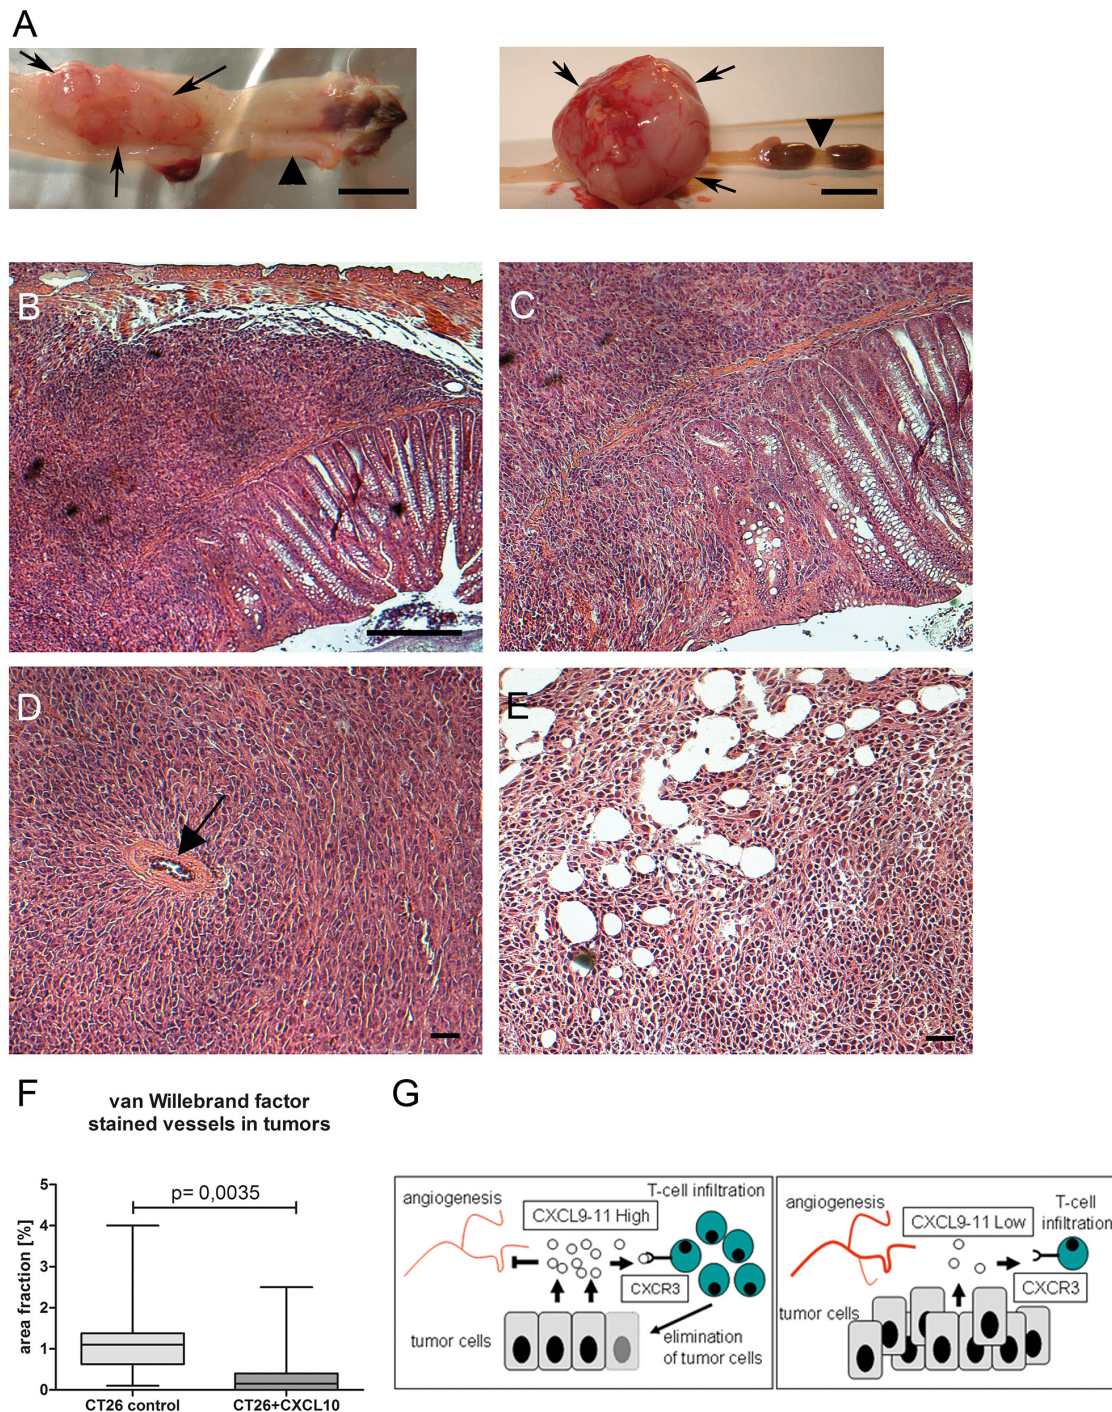 A
B
C
D
E
F
van Willebrand factor
stained vessels in tumors
p= 0,0035
area fraction [%]
5
4
3
2
1
0
CT26 control
CT26+CXCL10
G
angiogenesis
T-cell infiltration
CXCL9-11 High
CXCR3
tumor cells
elimination
of tumor cells
angiogenesis
T-cell
infiltration
CXCL9-11 Low
CXCR3
tumor cells